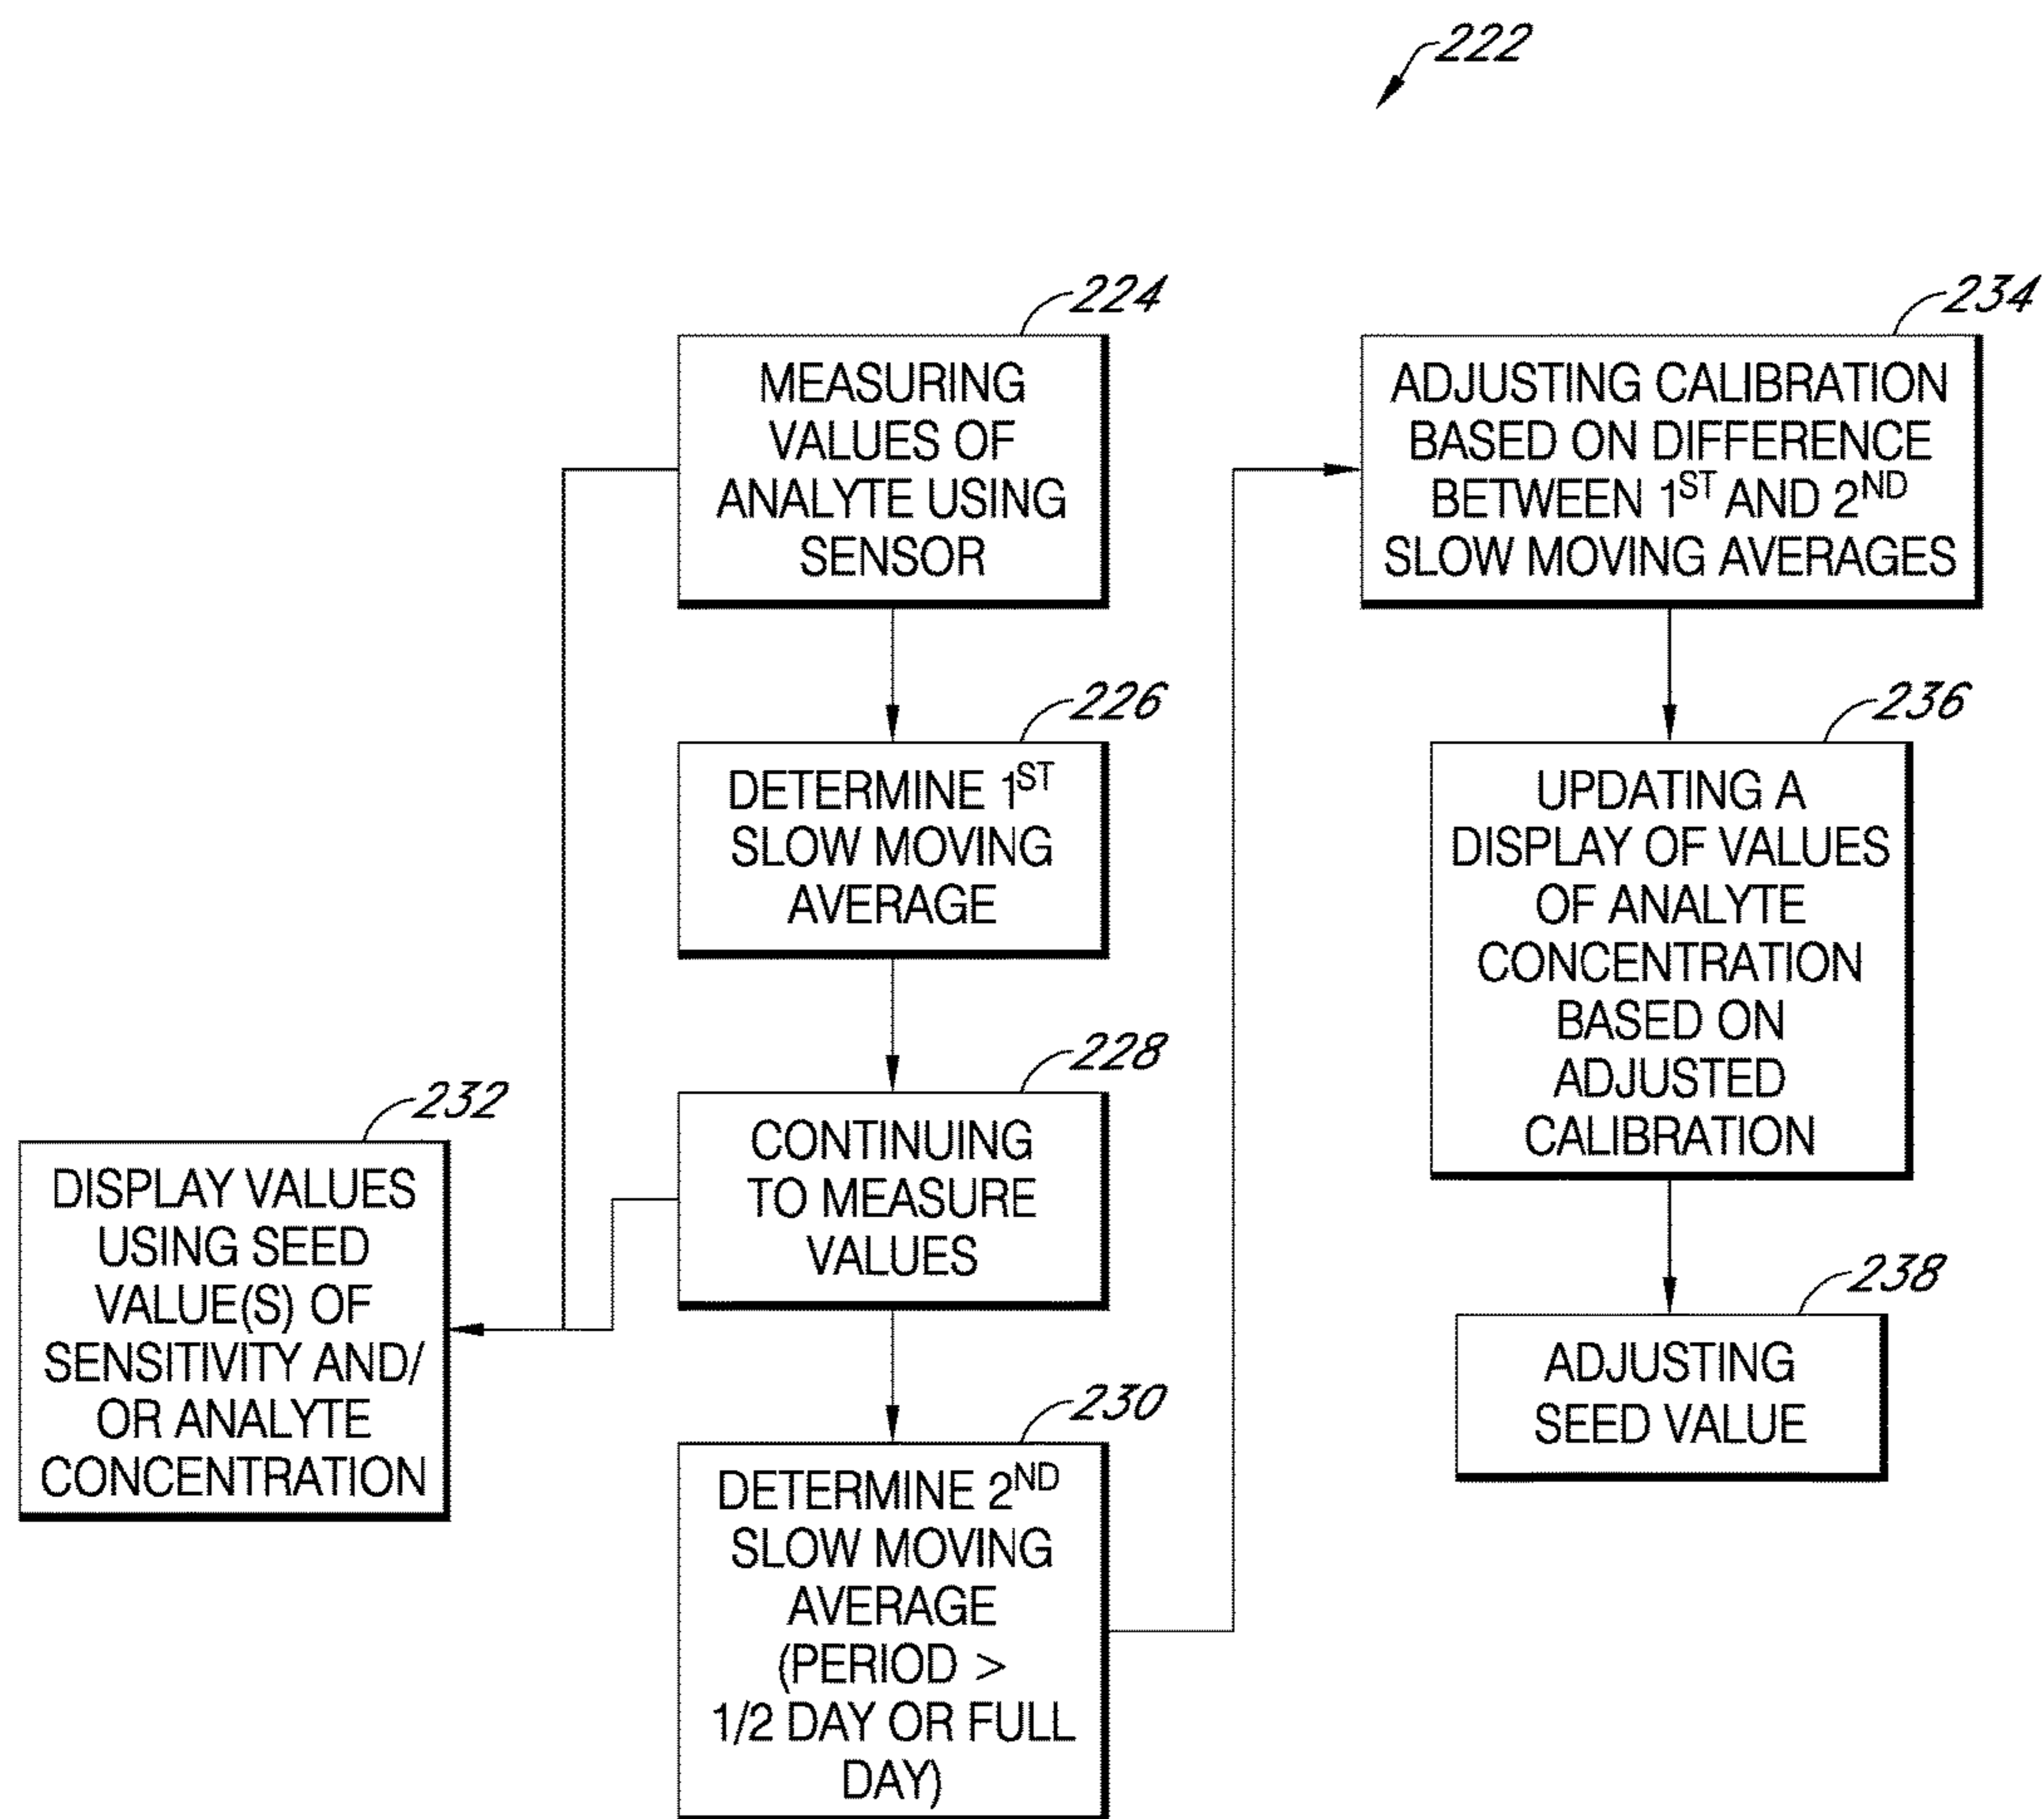 222
224
MEASURING
VALUES OF
ANALYTE USING
SENSOR
226
DETERMINE 1ST
SLOW MOVING
AVERAGE
228
CONTINUING
TO MEASURE
VALUES
230
DETERMINE 2ND
SLOW MOVING
AVERAGE
(PERIOD >
1/2 DAY OR FULL
DAY)
232
DISPLAY VALUES
USING SEED
VALUE(S) OF
SENSITIVITY AND/
OR ANALYTE
CONCENTRATION
234
ADJUSTING CALIBRATION
BASED ON DIFFERENCE
BETWEEN 1ST AND 2ND
SLOW MOVING AVERAGES
236
UPDATING A
DISPLAY OF VALUES
OF ANALYTE
CONCENTRATION
BASED ON
ADJUSTED
CALIBRATION
238
ADJUSTING
SEED VALUE